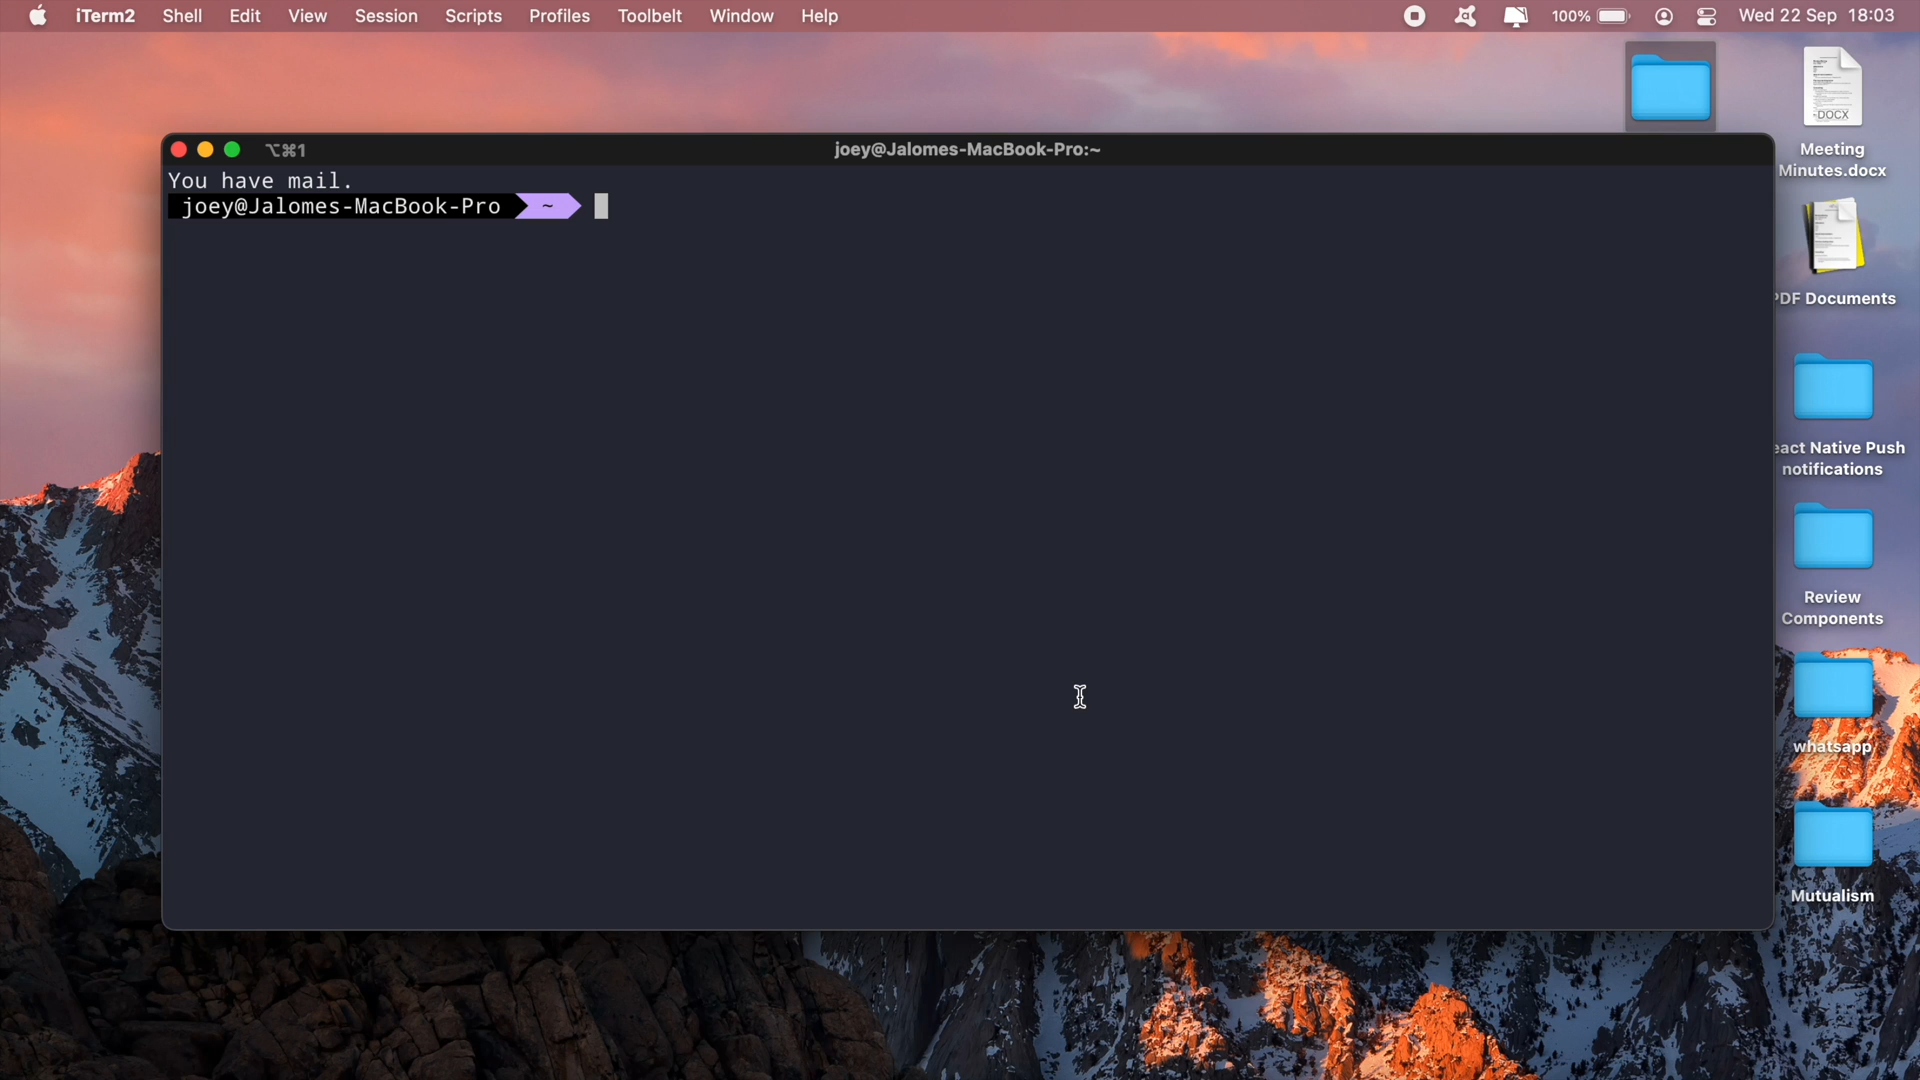 iTerm2 Shell Edit View Session Scripts Profiles Toolbelt Window Help 100% Wed 22 Sep 18:03
⌥⌘1 joey@Jalomes-MacBook-Pro:~
You have mail.
joey@Jalomes-MacBook-Pro ~
DOCX
Meeting
Minutes.docx
PDF Documents
eact Native Push
notifications
Review
Components
whatsapp
Mutualism